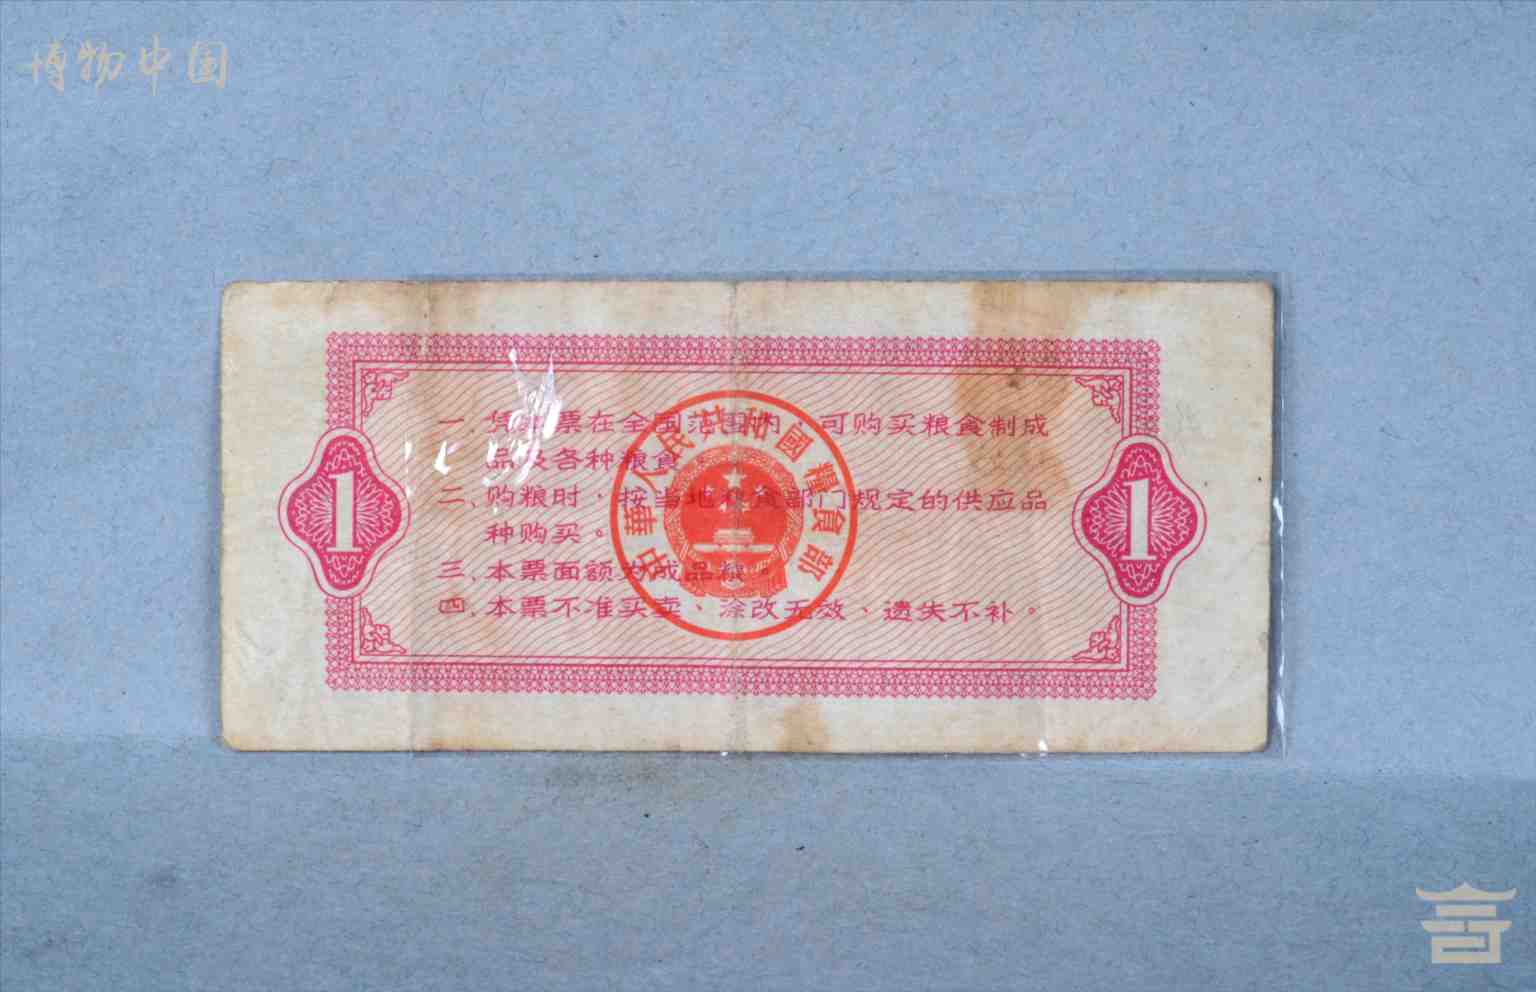 博物中国
一、凭本票在全国范围内、可购买粮食制成
品及各种粮食
二、购粮时，按当地粮食部门规定的供应品
种购买。
三、本票面额为成品粮。
四、本票不准买卖、涂改无效、遗失不补。
中華人民共和國糧食部
1
1